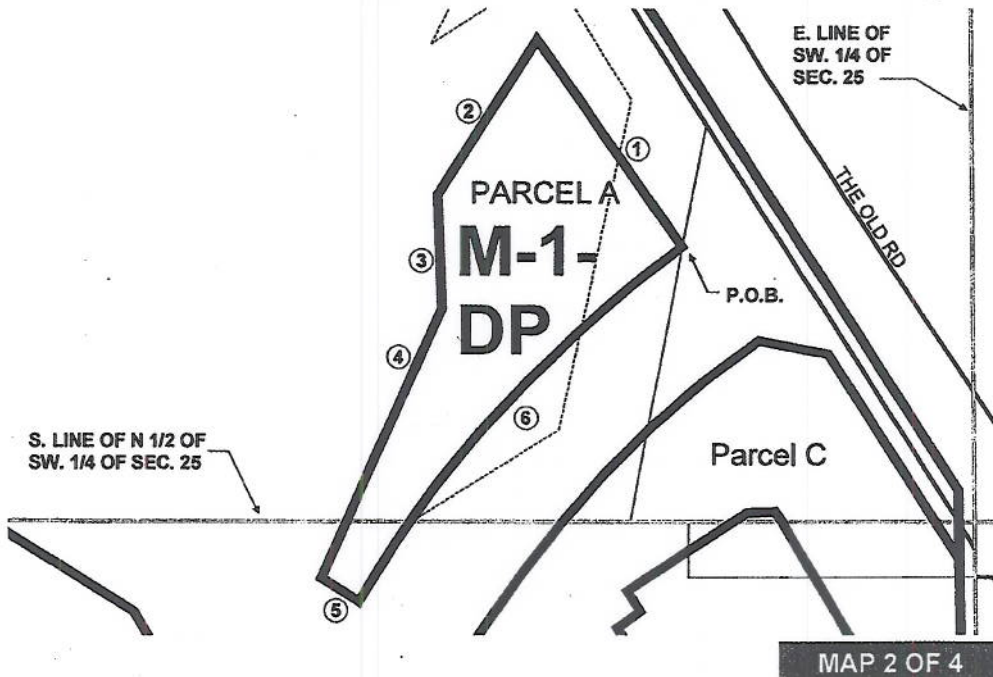 E. LINE OF
SW. 1/4 OF
SEC. 25
②
①
PARCEL A
THE OLD RD
M-1-
③
P.O.B.
DP
④
⑥
S. LINE OF N 1/2 OF
SW. 1/4 OF SEC. 25
Parcel C
⑤
MAP 2 OF 4